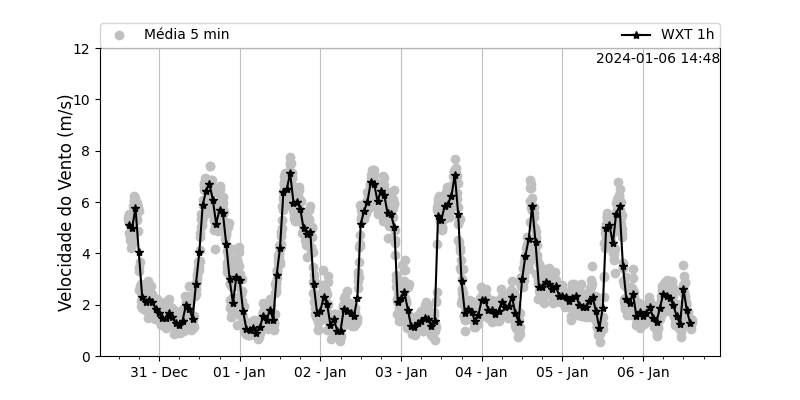 Média 5 min
WXT 1h
2024-01-06 14:48
Velocidade do Vento (m/s)
12
10
8
6
4
2
0
31 - Dec
01 - Jan
02 - Jan
03 - Jan
04 - Jan
05 - Jan
06 - Jan